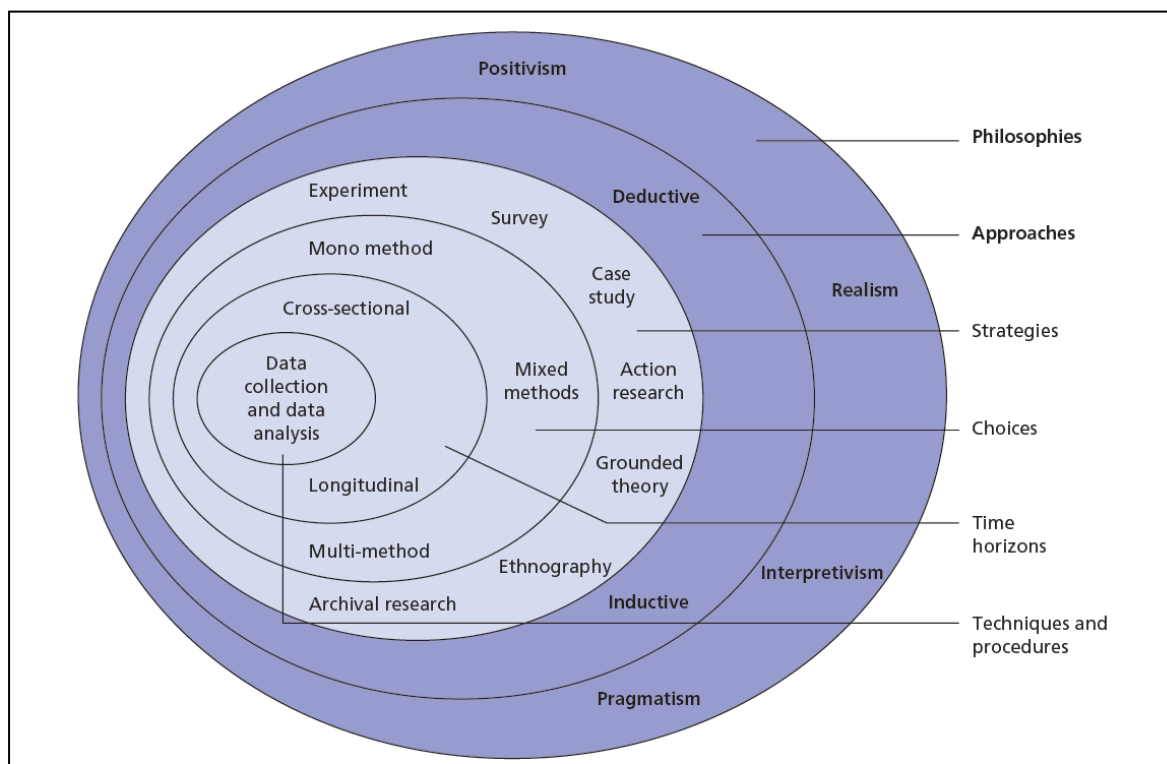 Positivism
Philosophies
Experiment
Deductive
Survey
Approaches
Mono method
Case
study
Realism
Cross-sectional
Strategies
Data
collection
and data
analysis
Mixed
methods
Action
research
Choices
Grounded
theory
Longitudinal
Time
horizons
Multi-method
Ethnography
Interpretivism
Archival research
Inductive
Techniques and
procedures
Pragmatism